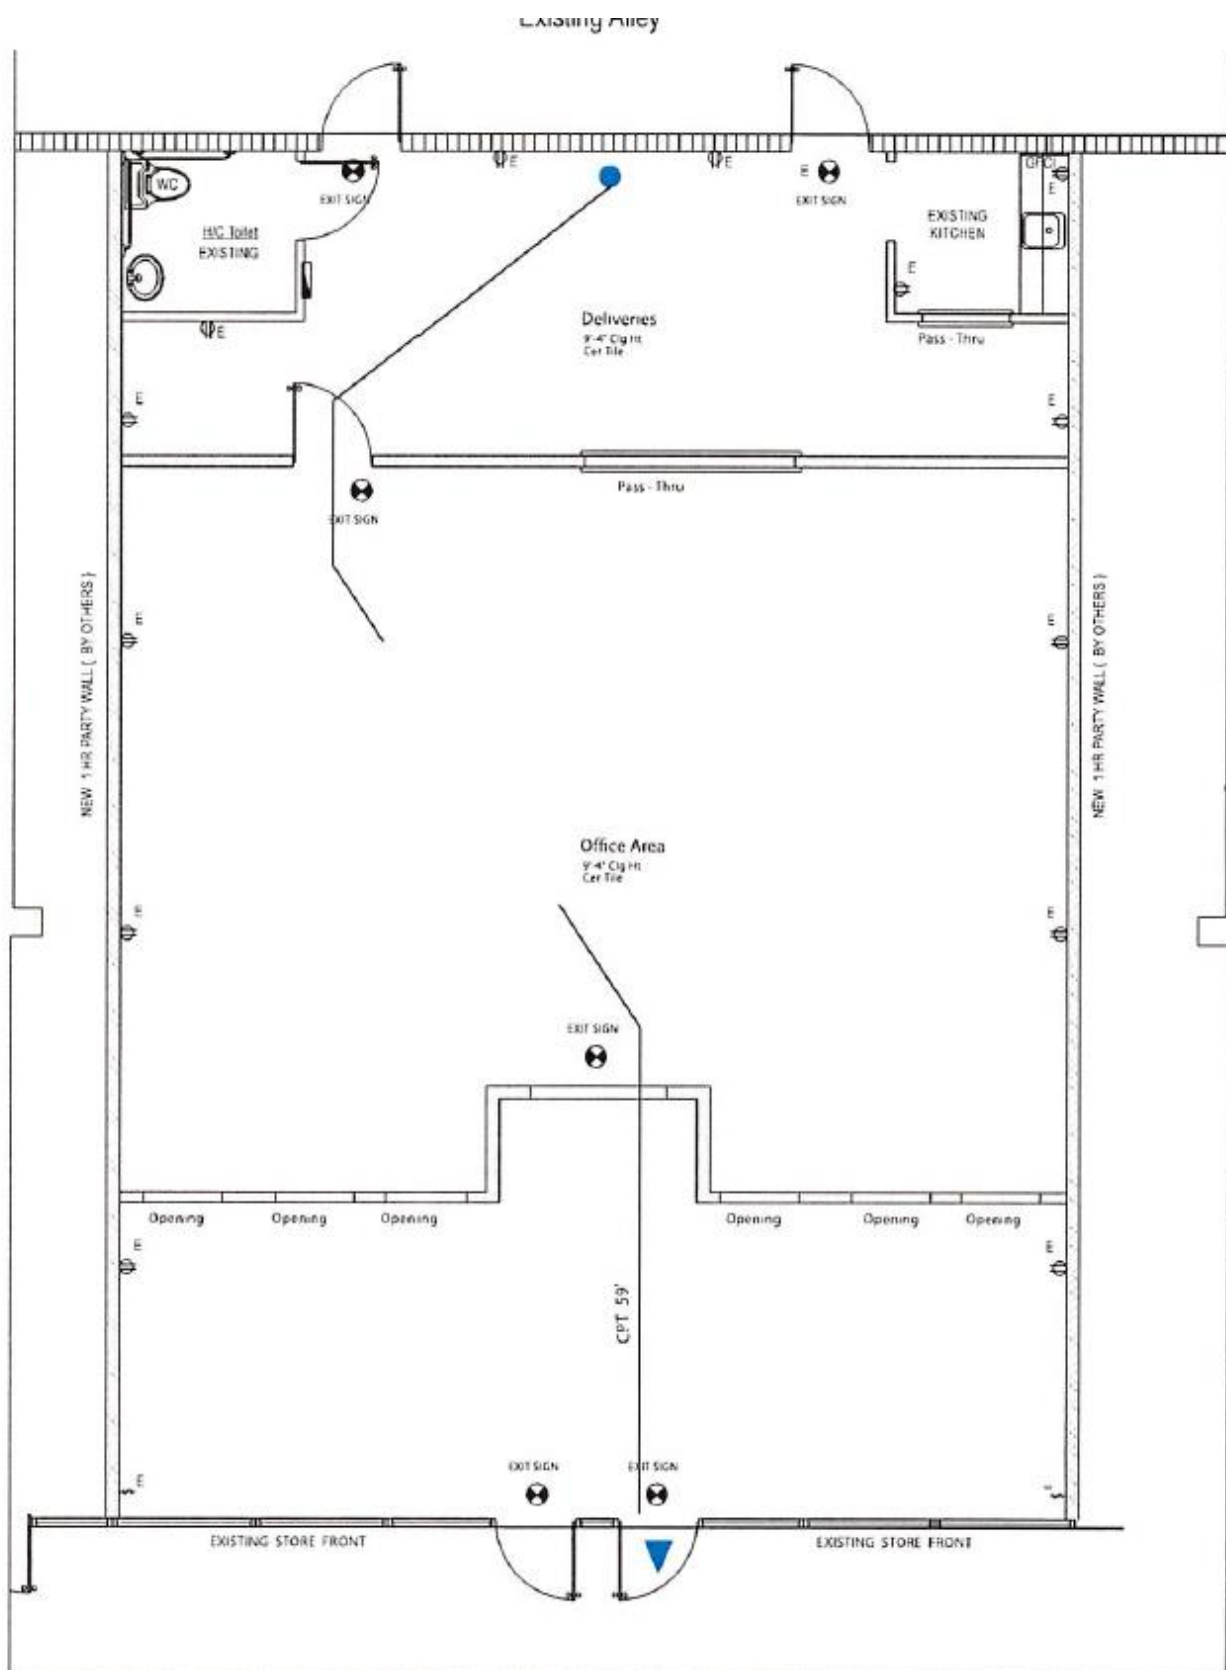 Existing Alley
WC
EXIT SIGN
E
E
E
EXIT SIGN
GFCI
E
H/C Toilet
EXISTING
EXISTING
KITCHEN
E
E
Deliveries
9'-4" Clg Ht
Cer Tile
Pass - Thru
E
E
Pass - Thru
EXIT SIGN
NEW 1 HR PARTY WALL ( BY OTHERS )
NEW 1 HR PARTY WALL ( BY OTHERS )
E
E
Office Area
9'-4" Clg Ht
Cer Tile
E
E
EXIT SIGN
Opening
Opening
Opening
Opening
Opening
Opening
E
E
CPT 59'
EXIT SIGN
EXIT SIGN
E
E
EXISTING STORE FRONT
EXISTING STORE FRONT